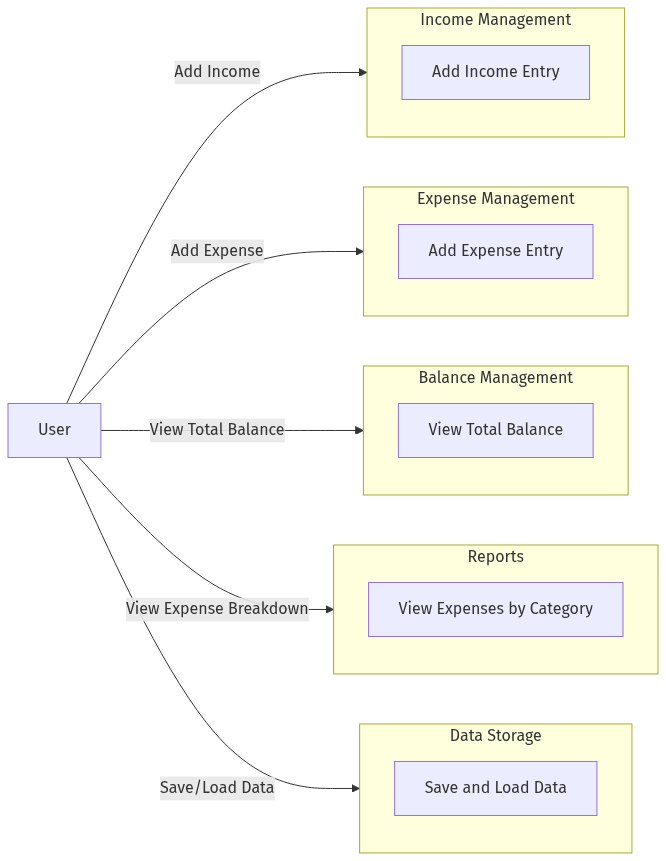 Income Management
Add Income
Add Income Entry
Expense Management
Add Expense
Add Expense Entry
Balance Management
User
View Total Balance
View Total Balance
Reports
View Expense Breakdown
View Expenses by Category
Data Storage
Save/Load Data
Save and Load Data